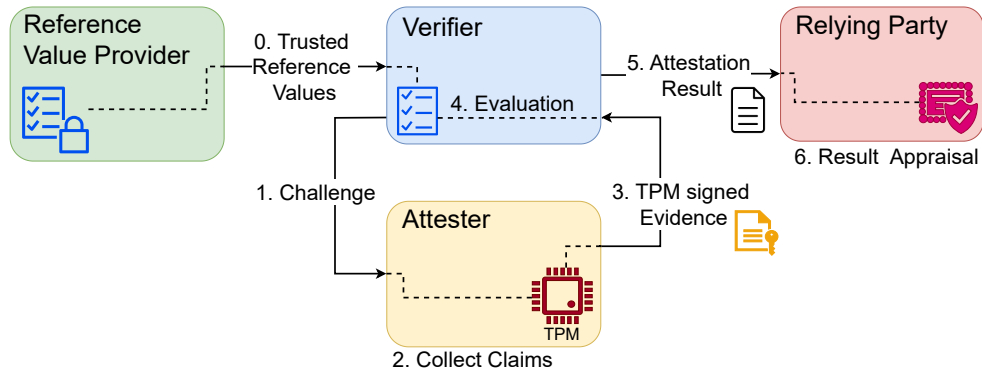 Reference
Value Provider
0. Trusted
Reference
Values
Verifier
4. Evaluation
5. Attestation
Result
Relying Party
6. Result Appraisal
1. Challenge
Attester
TPM
2. Collect Claims
3. TPM signed
Evidence